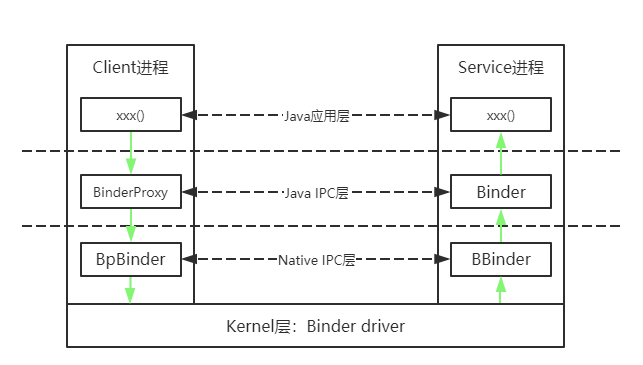 Client进程
Service进程
xxx()
Java应用层
xxx()
BinderProxy
Java IPC层
Binder
BpBinder
Native IPC层
BBinder
Kernel层：Binder driver